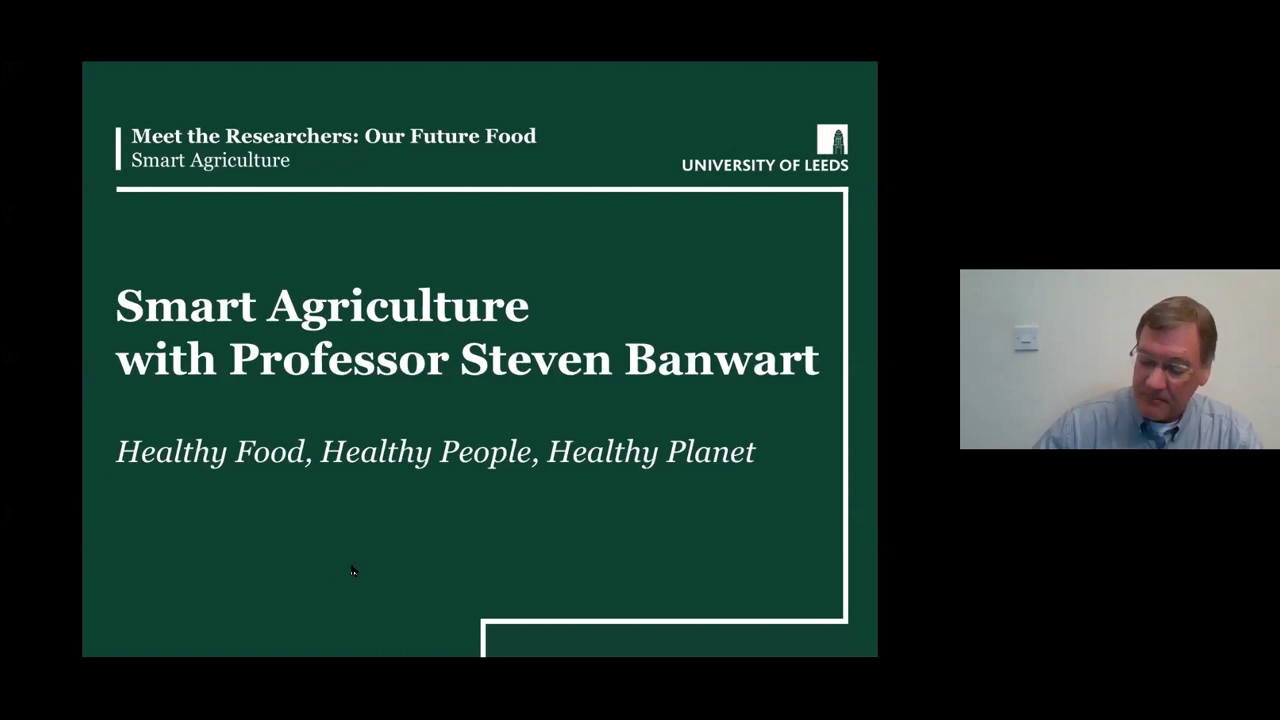 Meet the Researchers: Our Future Food
Smart Agriculture
UNIVERSITY OF LEEDS
Smart Agriculture
with Professor Steven Banwart
Healthy Food, Healthy People, Healthy Planet